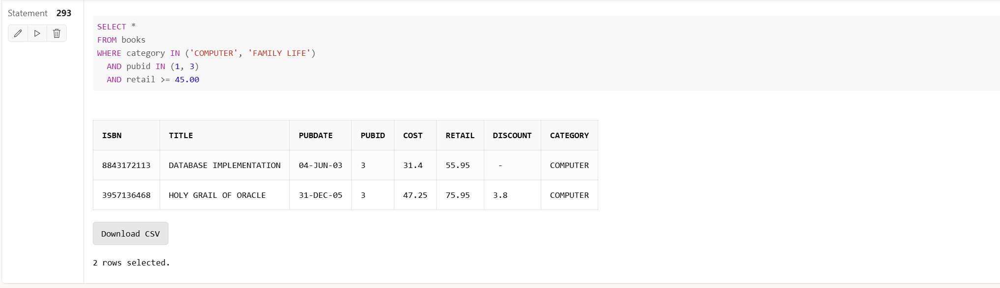 Statement 293
SELECT *
FROM books
WHERE category IN ('COMPUTER', 'FAMILY LIFE')
AND pubid IN (1, 3)
AND retail >= 45.00
ISBN TITLE PUBDATE PUBID COST RETAIL DISCOUNT CATEGORY
8843172113 DATABASE IMPLEMENTATION 04-JUN-03 3 31.4 55.95 - COMPUTER
3957136468 HOLY GRAIL OF ORACLE 31-DEC-05 3 47.25 75.95 3.8 COMPUTER
Download CSV
2 rows selected.